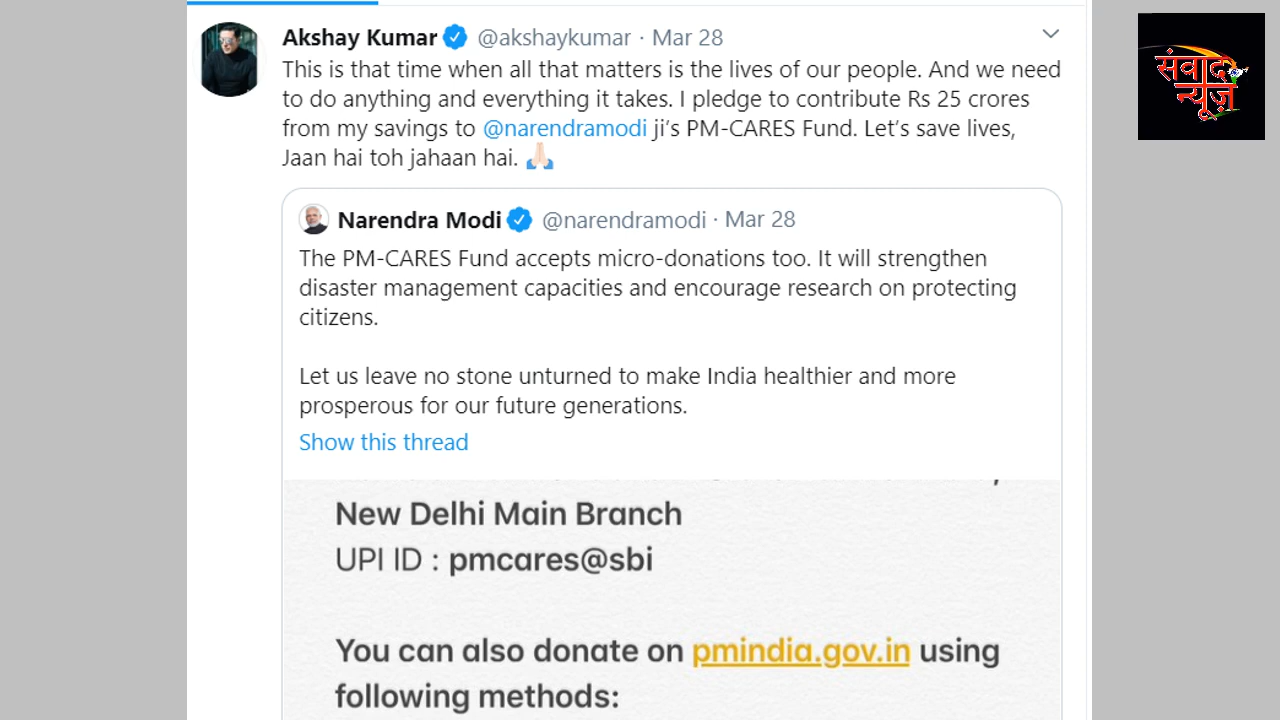 Akshay Kumar @akshaykumar · Mar 28
This is that time when all that matters is the lives of our people. And we need
to do anything and everything it takes. I pledge to contribute Rs 25 crores
from my savings to @narendramodi ji’s PM-CARES Fund. Let’s save lives,
Jaan hai toh jahaan hai. 🙏🏻
Narendra Modi @narendramodi · Mar 28
The PM-CARES Fund accepts micro-donations too. It will strengthen
disaster management capacities and encourage research on protecting
citizens.
Let us leave no stone unturned to make India healthier and more
prosperous for our future generations.
Show this thread
New Delhi Main Branch
UPI ID : pmcares@sbi
You can also donate on pmindia.gov.in using
following methods:
संवाद
न्यूज़